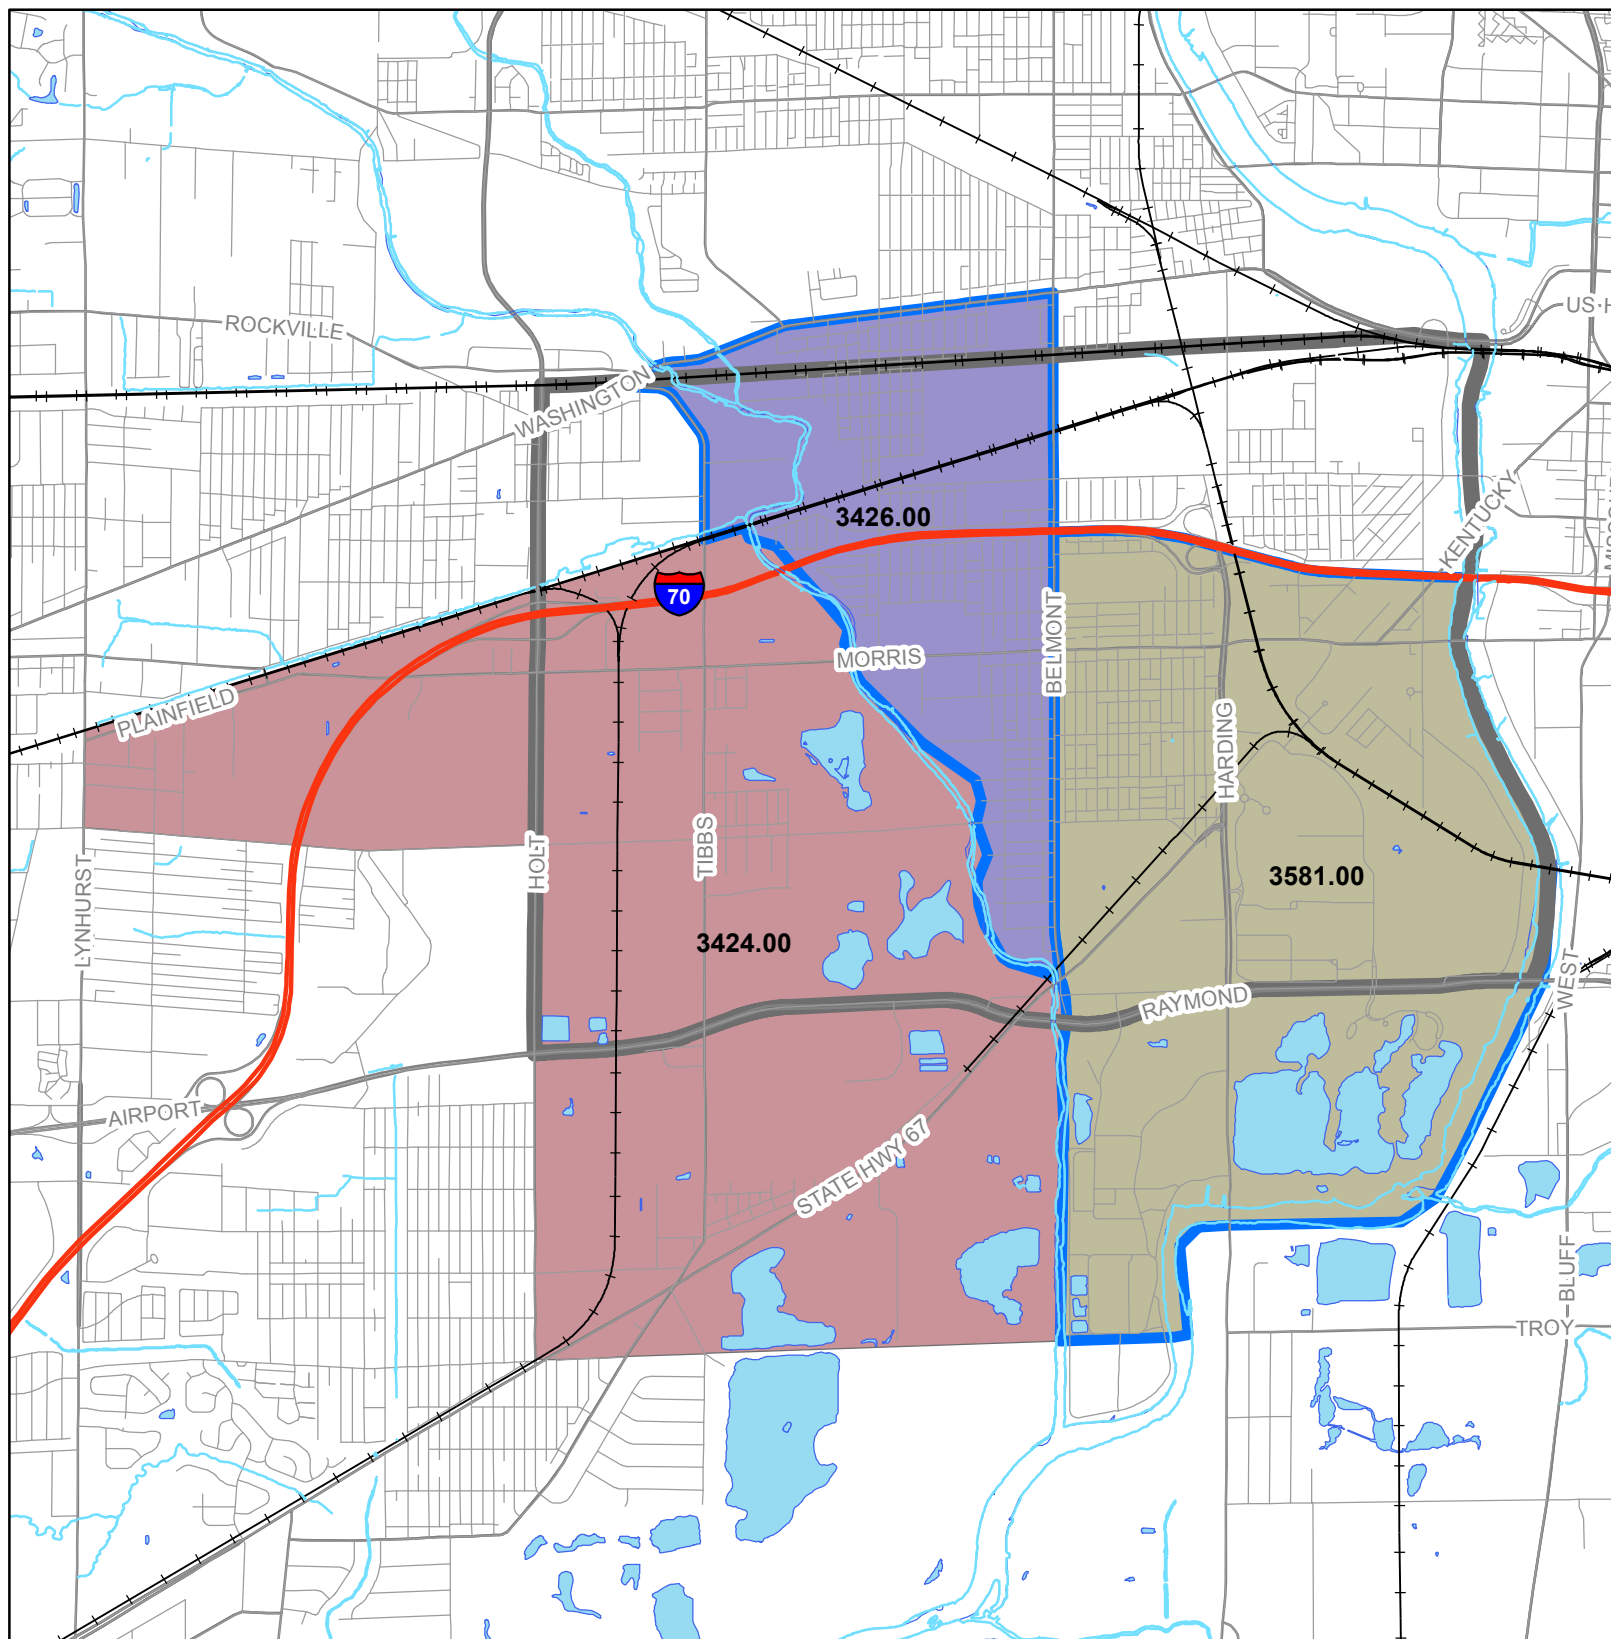 US H
ROCKVILLE
WASHINGTON
KENTUCKY
3426.00
70
BELMONT
MORRIS
PLAINFIELD
HARDING
TIBBS
HOLT
LYNHURST
3581.00
3424.00
WEST
RAYMOND
AIRPORT
STATE HWY 67
BLUFF
TROY